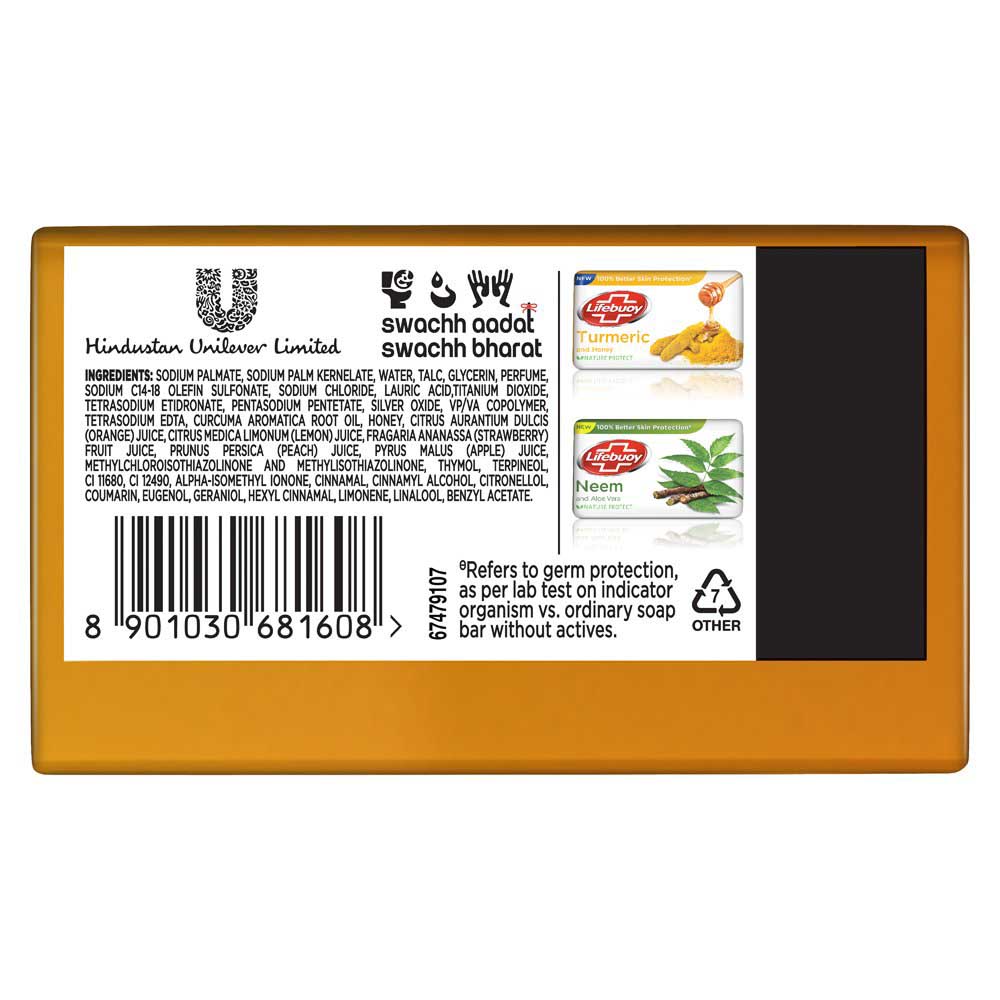 Hindustan Unilever Limited
swachh aadat
swachh bharat
INGREDIENTS: SODIUM PALMATE, SODIUM PALM KERNELATE, WATER, TALC, GLYCERIN, PERFUME,
SODIUM C14-18 OLEFIN SULFONATE, SODIUM CHLORIDE, LAURIC ACID,TITANIUM DIOXIDE,
TETRASODIUM ETIDRONATE, PENTASODIUM PENTETATE, SILVER OXIDE, VP/VA COPOLYMER,
TETRASODIUM EDTA, CURCUMA AROMATICA ROOT OIL, HONEY, CITRUS AURANTIUM DULCIS
(ORANGE) JUICE, CITRUS MEDICA LIMONUM (LEMON) JUICE, FRAGARIA ANANASSA (STRAWBERRY)
FRUIT JUICE, PRUNUS PERSICA (PEACH) JUICE, PYRUS MALUS (APPLE) JUICE,
METHYLCHLOROISOTHIAZOLINONE AND METHYLISOTHIAZOLINONE, THYMOL, TERPINEOL,
CI 11680, CI 12490, ALPHA-ISOMETHYL IONONE, CINNAMAL, CINNAMYL ALCOHOL, CITRONELLOL,
COUMARIN, EUGENOL, GERANIOL, HEXYL CINNAMAL, LIMONENE, LINALOOL, BENZYL ACETATE.
8 901030 681608 >
67479107
NEW 100% Better Skin Protection*
Lifebuoy
Turmeric
and Honey
NATURE PROTECT
NEW 100% Better Skin Protection*
Lifebuoy
Neem
and Aloe Vera
NATURE PROTECT
θRefers to germ protection,
as per lab test on indicator
organism vs. ordinary soap
bar without actives.
7
OTHER